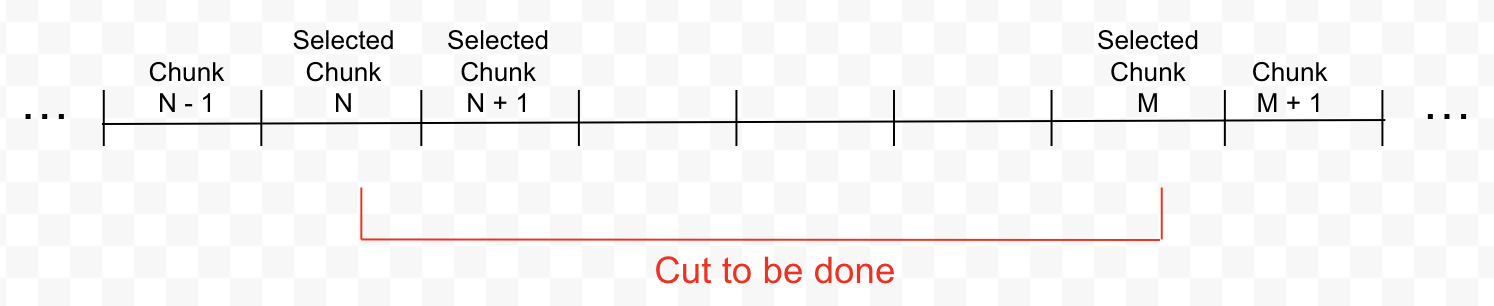 Selected
Chunk
N
Selected
Chunk
N + 1
Selected
Chunk
M
Chunk
N - 1
Chunk
M + 1
...
...
Cut to be done